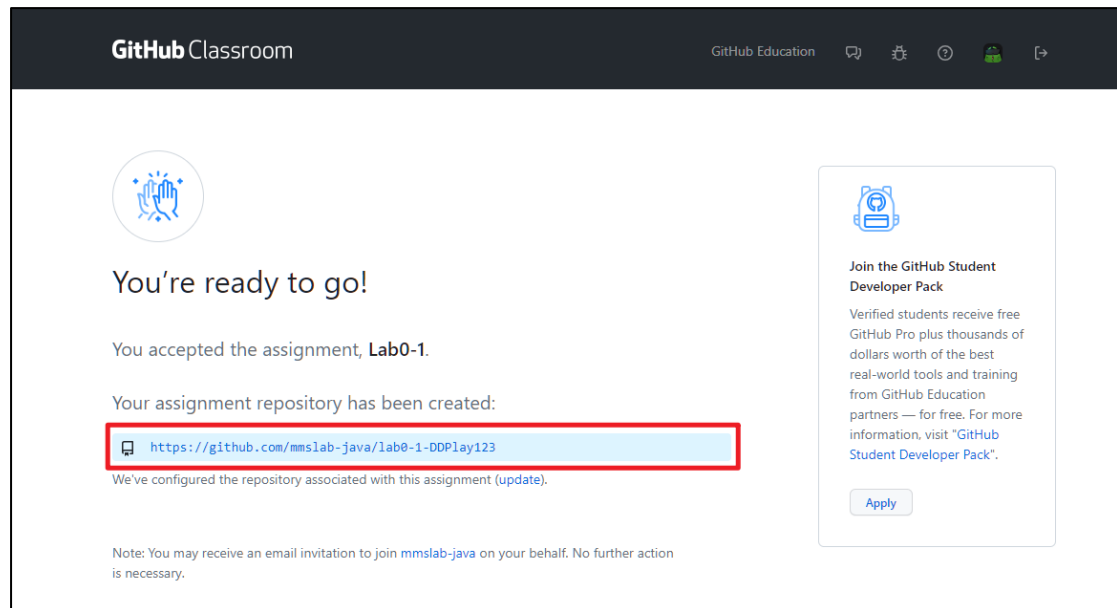 GitHub Classroom
GitHub Education
You're ready to go!
You accepted the assignment, Lab0-1.
Your assignment repository has been created:
https://github.com/mmslab-java/lab0-1-DDPlay123
We've configured the repository associated with this assignment (update).
Note: You may receive an email invitation to join mmslab-java on your behalf. No further action
is necessary.
Join the GitHub Student
Developer Pack
Verified students receive free
GitHub Pro plus thousands of
dollars worth of the best
real-world tools and training
from GitHub Education
partners — for free. For more
information, visit "GitHub
Student Developer Pack".
Apply